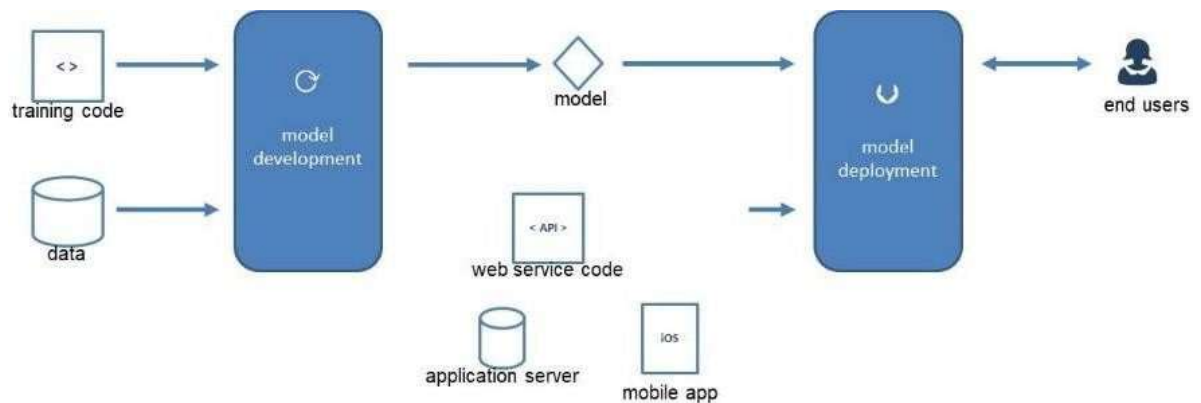 < >
training code
model
development
data
model
< API >
web service code
application server
iOS
mobile app
model
deployment
end users